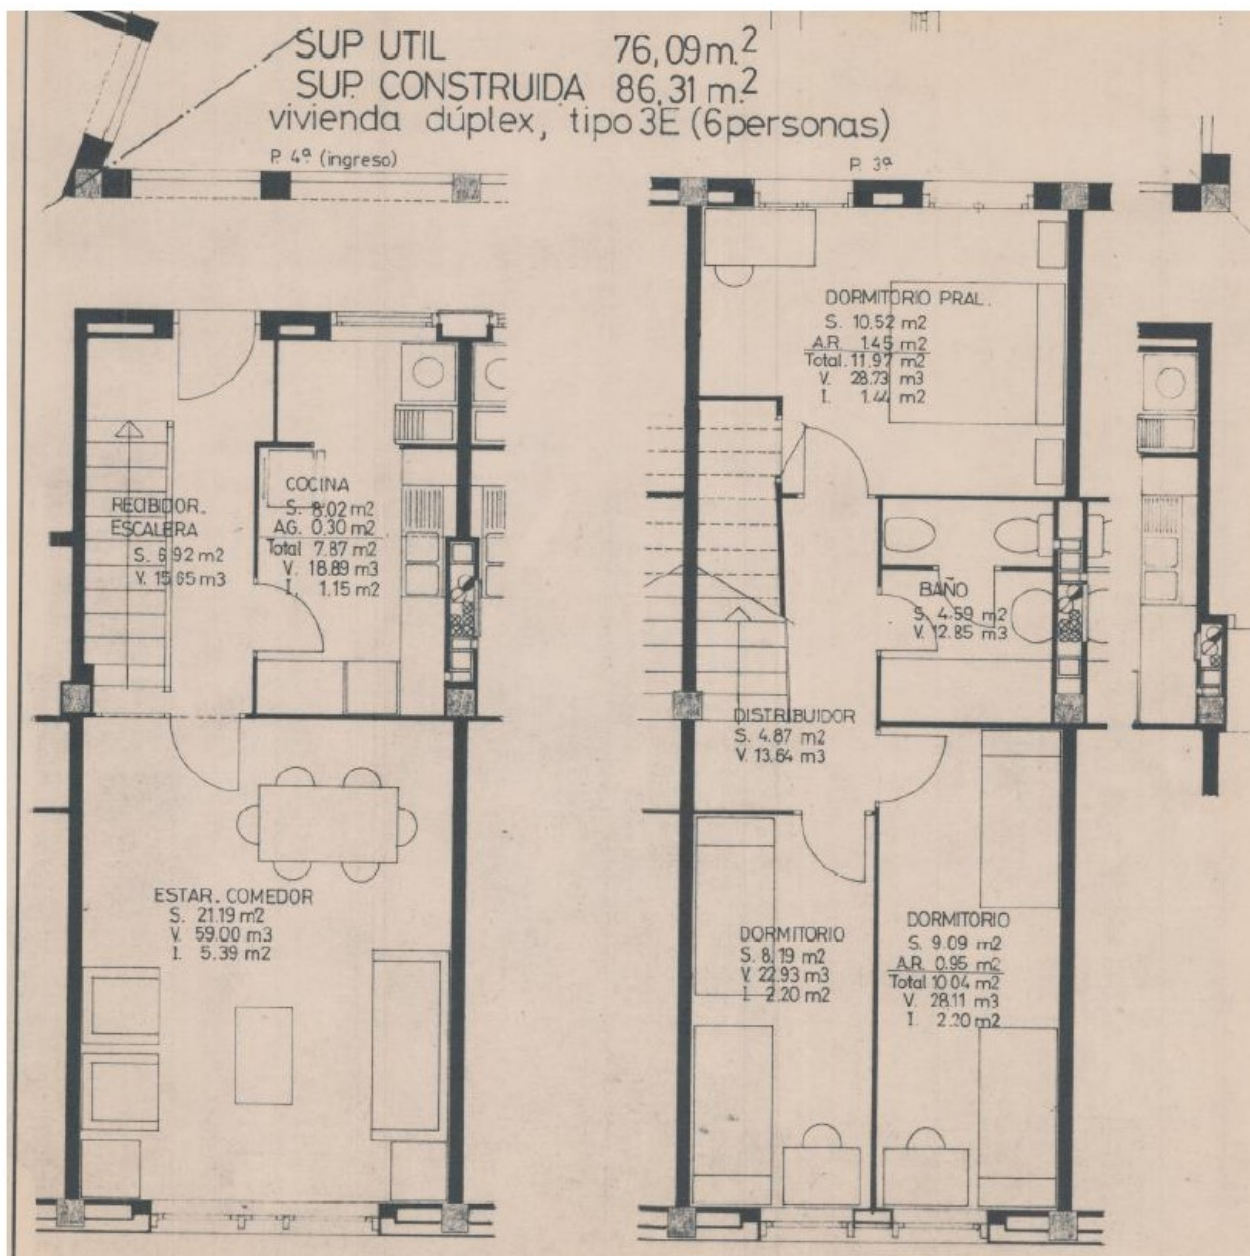 SUP UTIL 76,09 m.²
SUP. CONSTRUIDA 86,31 m.²
vivienda dúplex, tipo 3E (6 personas)
P. 4ª (ingreso)
P. 3ª
RECIBIDOR.
ESCALERA
S. 6.92 m2
V. 15.65 m3
COCINA
S. 8.02 m2
AG. 0.30 m2
Total 7.87 m2
V. 18.89 m3
I. 1.15 m2
ESTAR. COMEDOR
S. 21.19 m2
V. 59.00 m3
I. 5.39 m2
DORMITORIO PRAL.
S. 10.52 m2
A.R. 1.45 m2
Total. 11.97 m2
V. 28.73 m3
I. 1.44 m2
BAÑO
S. 4.59 m2
V. 12.85 m3
DISTRIBUIDOR
S. 4.87 m2
V. 13.64 m3
DORMITORIO
S. 8.19 m2
V. 22.93 m3
I. 2.20 m2
DORMITORIO
S. 9.09 m2
A.R. 0.95 m2
Total 10.04 m2
V. 28.11 m3
I. 2.20 m2